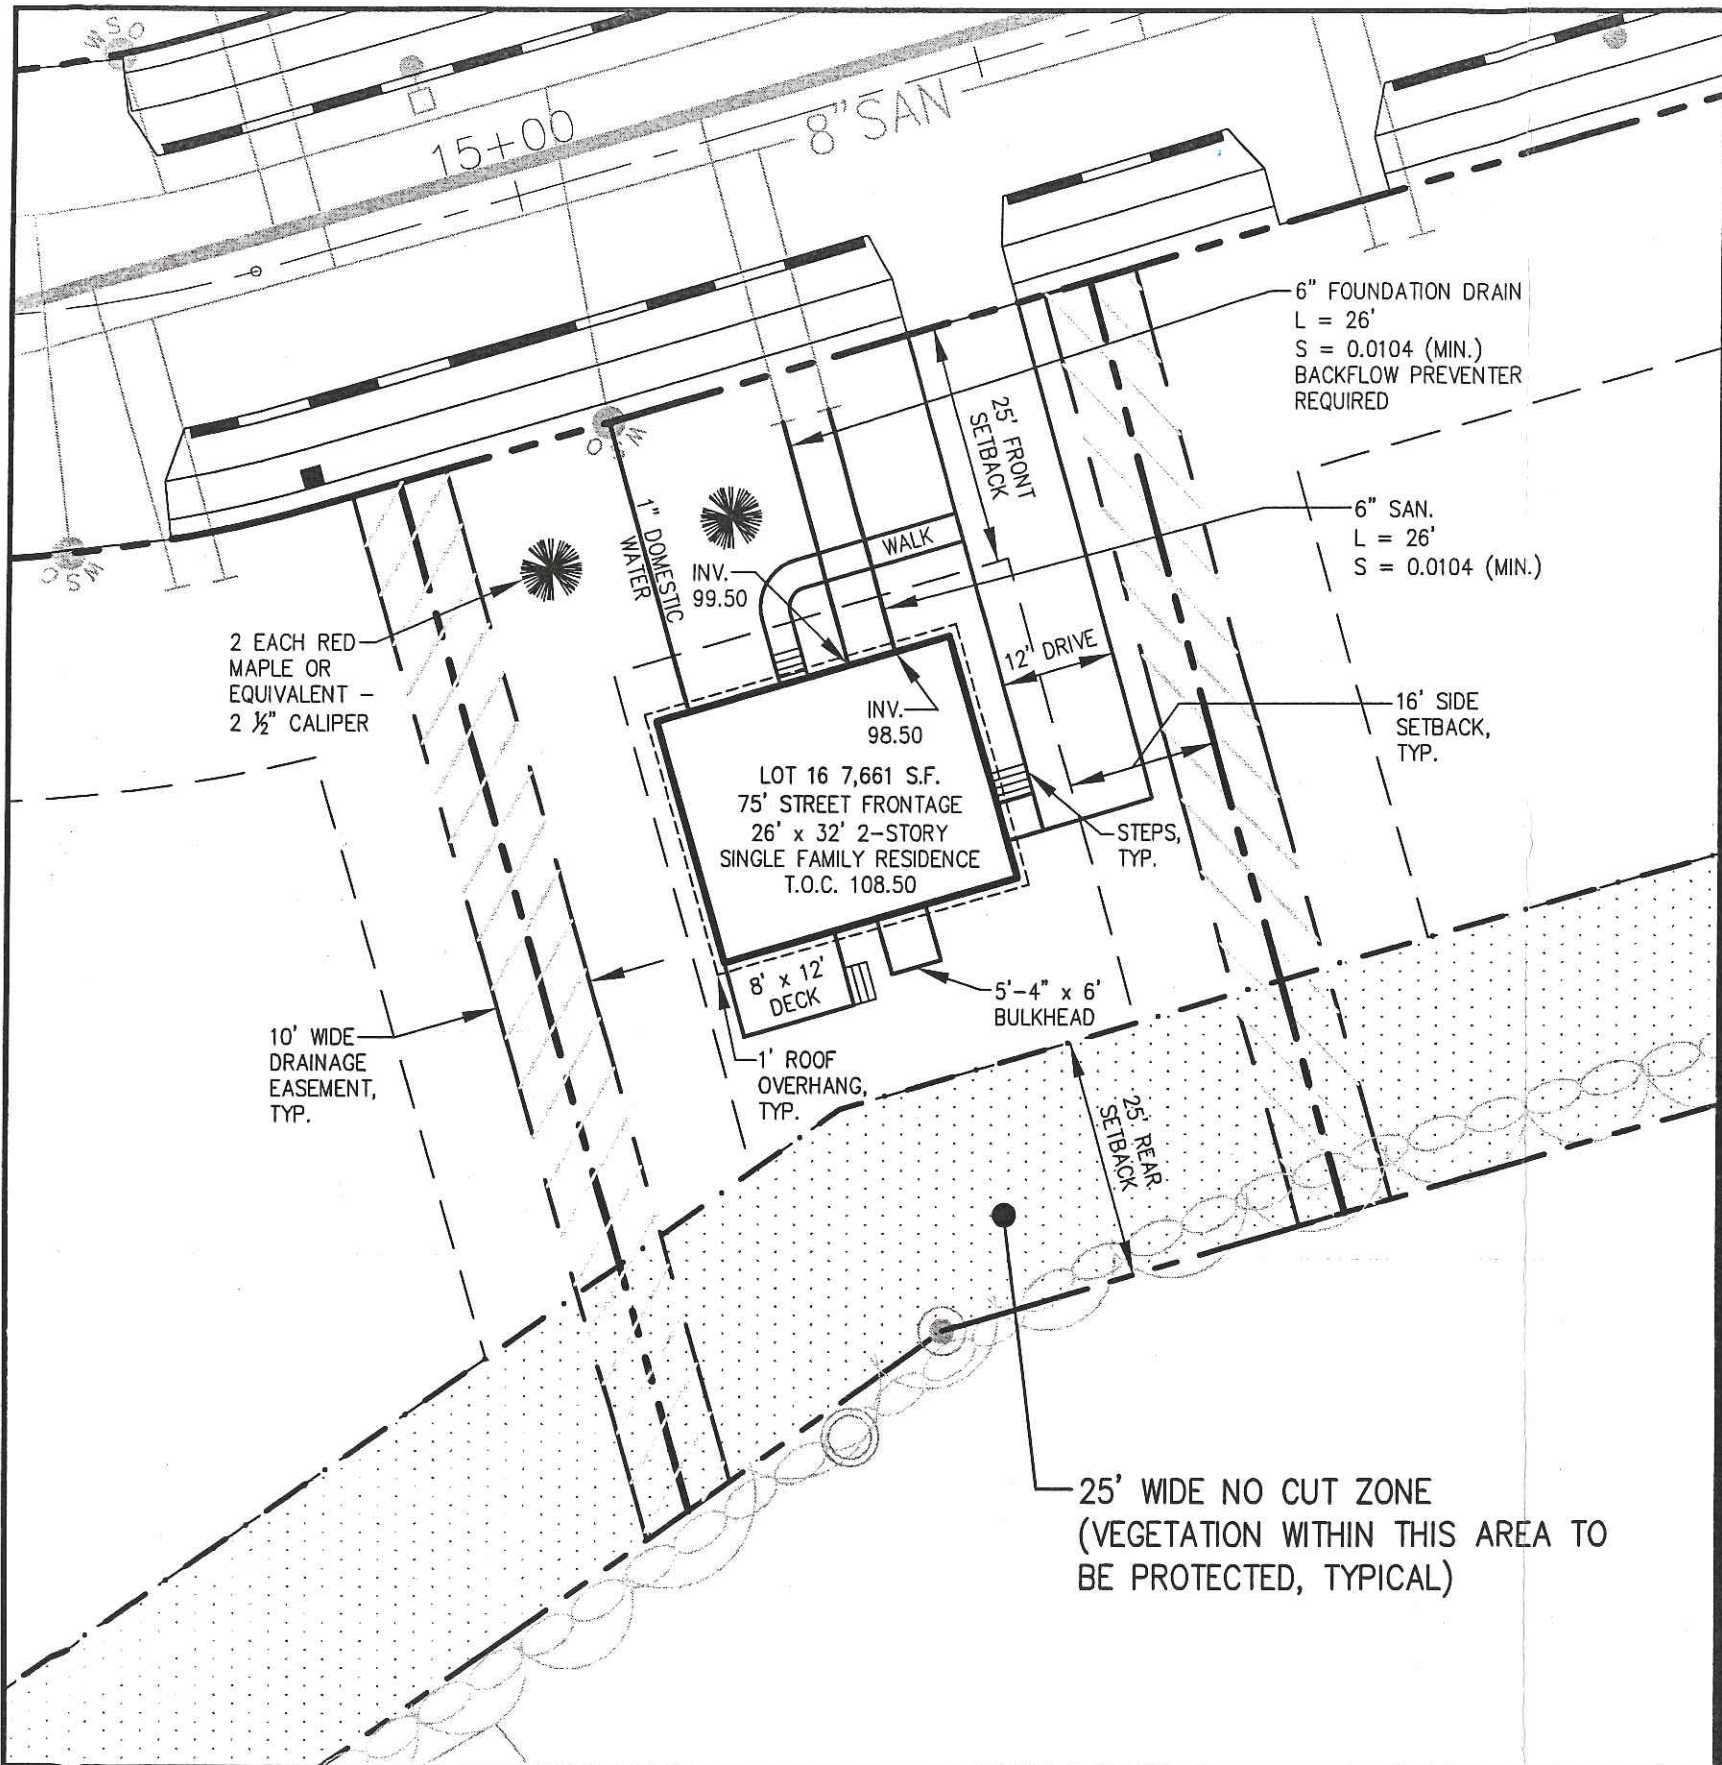 WSO
15+00
8" SAN
6" FOUNDATION DRAIN
L = 26'
S = 0.0104 (MIN.)
BACKFLOW PREVENTER
REQUIRED
25' FRONT
SETBACK
WSO
1" DOMESTIC
WATER
WALK
6" SAN.
L = 26'
S = 0.0104 (MIN.)
WSO
INV.
99.50
2 EACH RED
MAPLE OR
EQUIVALENT -
2 ½" CALIPER
12' DRIVE
INV.
98.50
16' SIDE
SETBACK,
TYP.
LOT 16 7,661 S.F.
75' STREET FRONTAGE
26' x 32' 2-STORY
SINGLE FAMILY RESIDENCE
T.O.C. 108.50
STEPS,
TYP.
8' x 12'
DECK
5'-4" x 6'
BULKHEAD
10' WIDE
DRAINAGE
EASEMENT,
TYP.
1' ROOF
OVERHANG,
TYP.
25' REAR
SETBACK
25' WIDE NO CUT ZONE
(VEGETATION WITHIN THIS AREA TO
BE PROTECTED, TYPICAL)